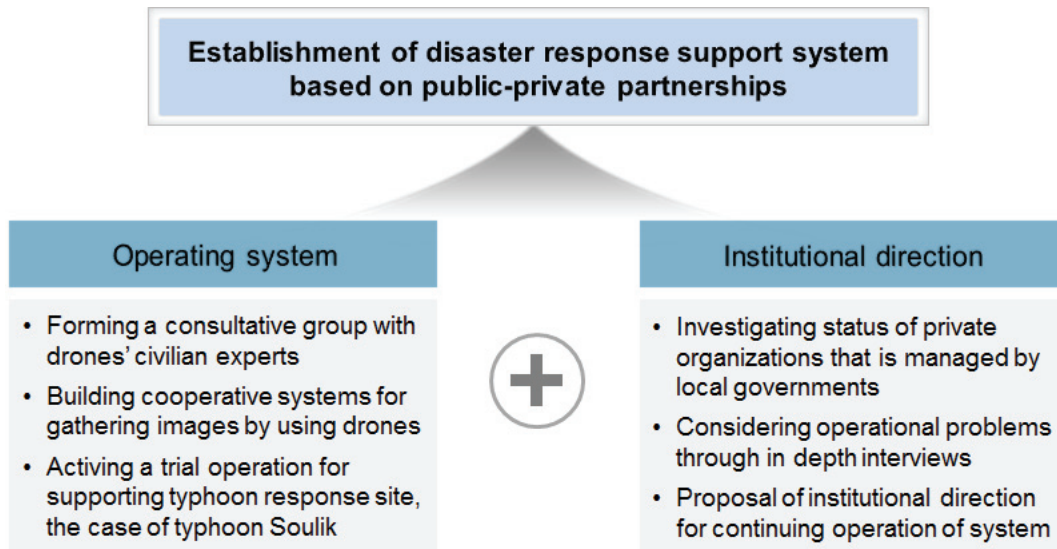 Establishment of disaster response support system
based on public-private partnerships
Operating system
• Forming a consultative group with
drones' civilian experts
• Building cooperative systems for
gathering images by using drones
• Activing a trial operation for
supporting typhoon response site,
the case of typhoon Soulik
Institutional direction
• Investigating status of private
organizations that is managed by
local governments
• Considering operational problems
through in depth interviews
• Proposal of institutional direction
for continuing operation of system